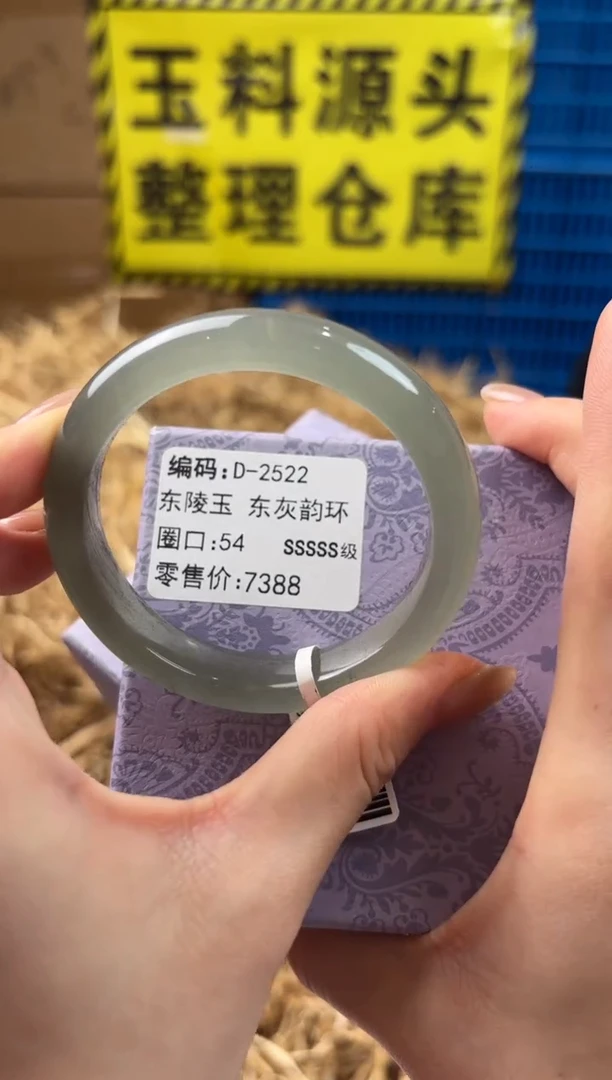 玉料源头
整理仓库
编码:D-2522
东陵玉 东灰韵环
圈口:54 SSSSS级
零售价:7388